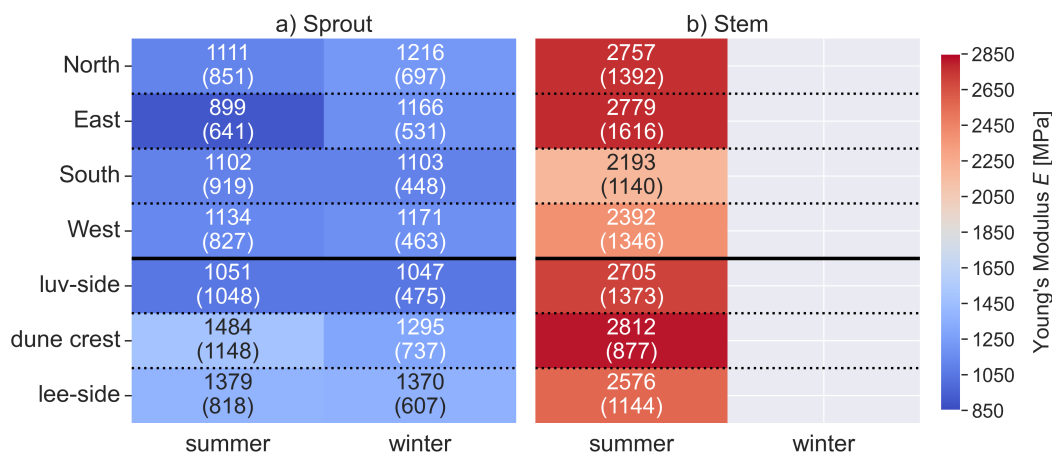 a) Sprout b) Stem
North 1111 1216 2757
(851) (697) (1392)
East 899 1166 2779
(641) (531) (1616)
South 1102 1103 2193
(919) (448) (1140)
West 1134 1171 2392
(827) (463) (1346)
luv-side 1051 1047 2705
(1048) (475) (1373)
dune crest 1484 1295 2812
(1148) (737) (877)
lee-side 1379 1370 2576
(818) (607) (1144)
summer winter summer winter
2850
2650
2450
2250
2050
1850
1650
1450
1250
1050
850
Young's Modulus E [MPa]